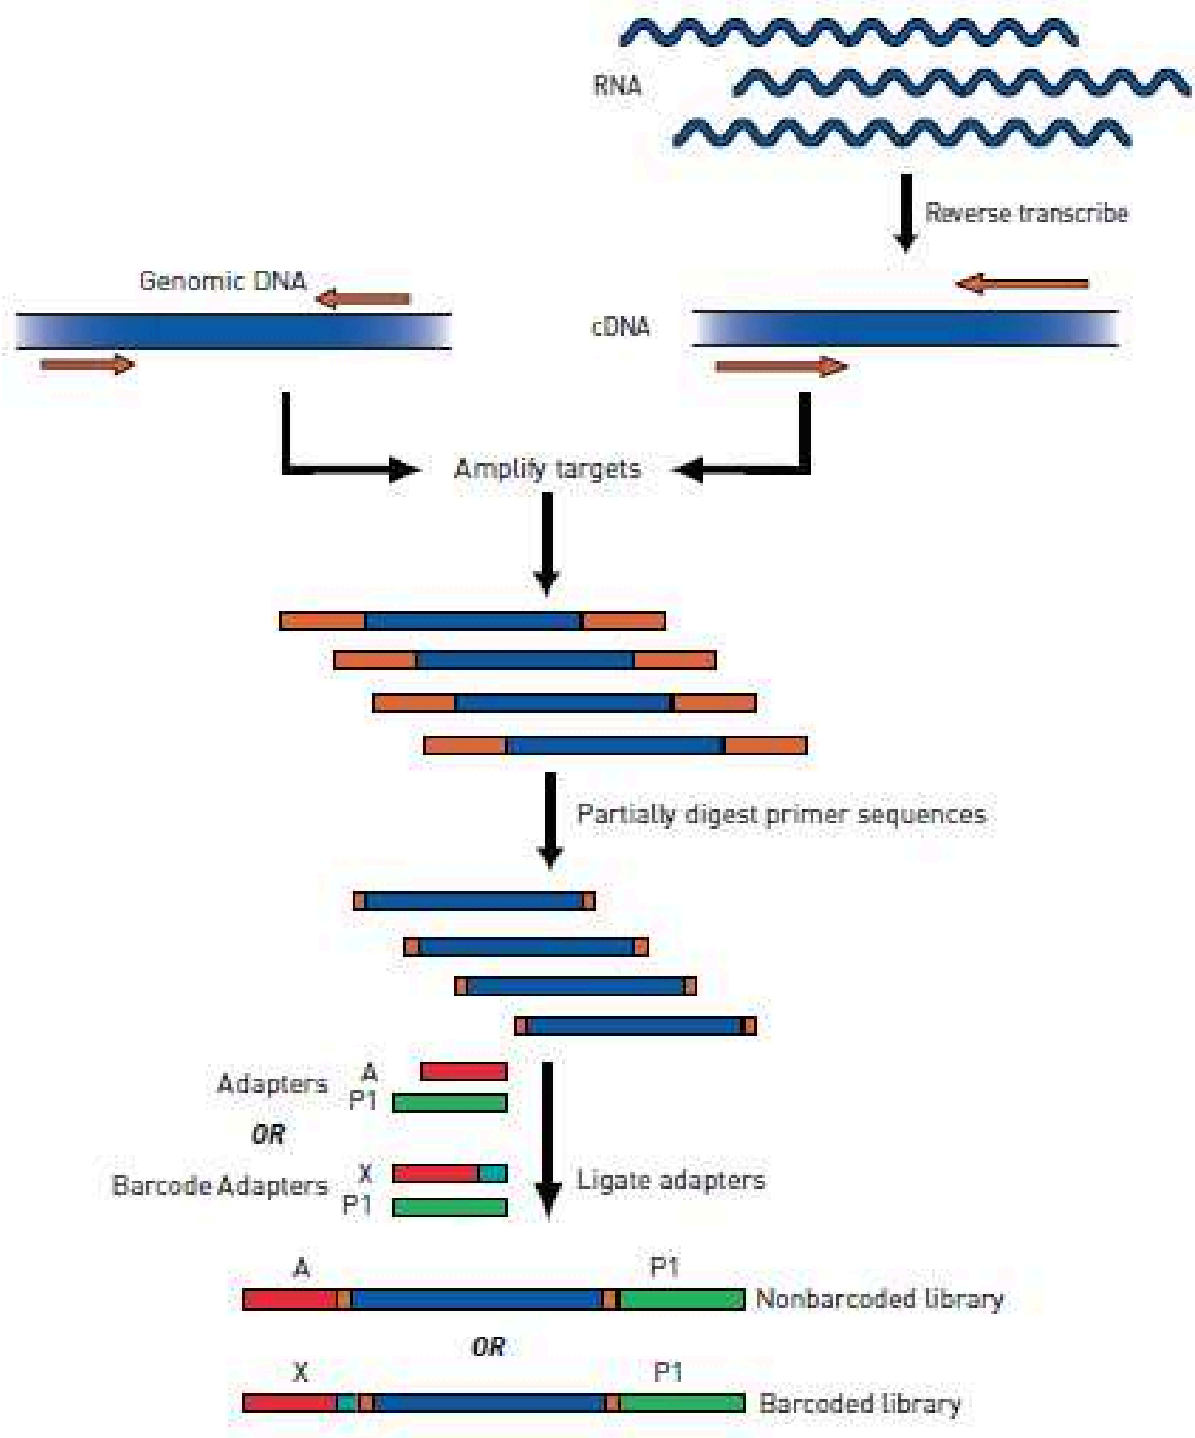 RNA
Reverse transcribe
Genomic DNA
cDNA
Amplify targets
Partially digest primer sequences
Adapters
A
P1
OR
Barcode Adapters
X
P1
Ligate adapters
A
P1
Nonbarcoded library
OR
X
P1
Barcoded library